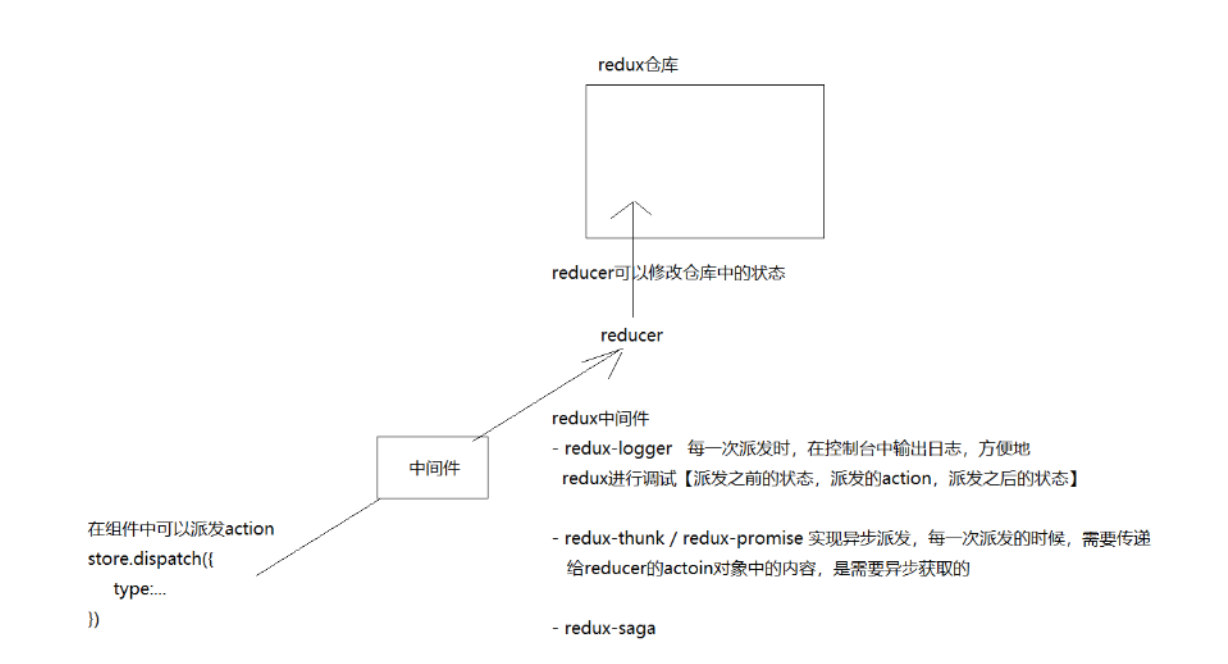 redux仓库
reducer可以修改仓库中的状态
reducer
redux中间件
- redux-logger 每一次派发时，在控制台中输出日志，方便地
redux进行调试【派发之前的状态，派发的action，派发之后的状态】
中间件
在组件中可以派发action
store.dispatch({
type:...
})
- redux-thunk / redux-promise 实现异步派发，每一次派发的时候，需要传递
给reducer的actoin对象中的内容，是需要异步获取的
- redux-saga